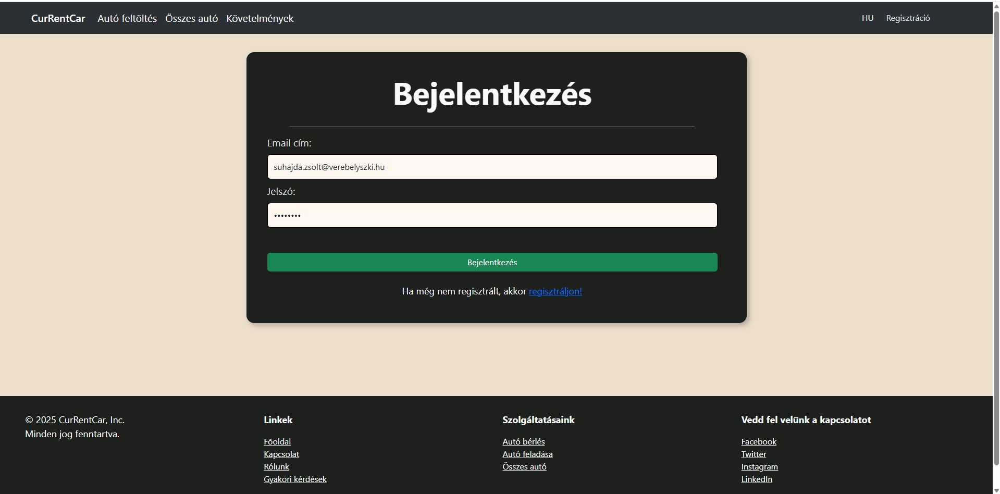 CurRentCar Autó feltöltés Összes autó Követelmények HU Regisztráció
Bejelentkezés
Email cím:
suhajda.zsolt@verebelyszki.hu
Jelszó:
••••••••
Bejelentkezés
Ha még nem regisztrált, akkor regisztráljon!
© 2025 CurRentCar, Inc.
Minden jog fenntartva.
Linkek
Főoldal
Kapcsolat
Rólunk
Gyakori kérdések
Szolgáltatásaink
Autó bérlés
Autó feladása
Összes autó
Vedd fel velünk a kapcsolatot
Facebook
Twitter
Instagram
LinkedIn